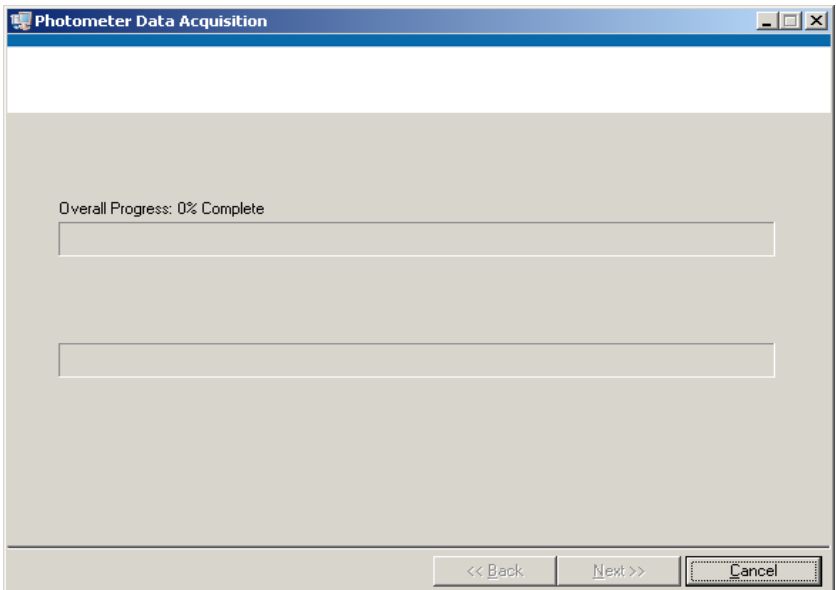 Photometer Data Acquisition
Overall Progress: 0% Complete
<< Back
Next >>
Cancel